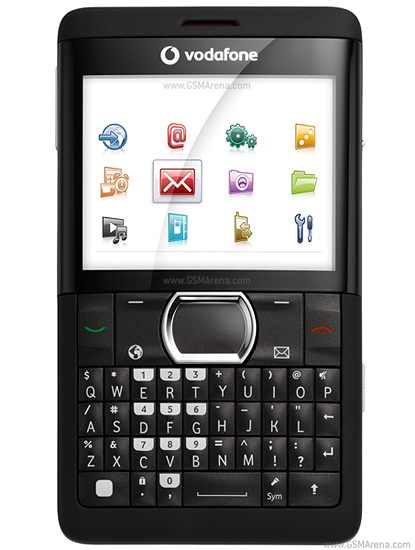 vodafone
www.GSMArena.com
@
www.GSMArena.com
$ * 1 2 3 + ( ) @
Q W E R T Y U I O P
/ # 4 5 6 -
A S D F G H J K L
% & 7 8 9
Z X C V B N M ! ?
0
Sym
www.GSMArena.com